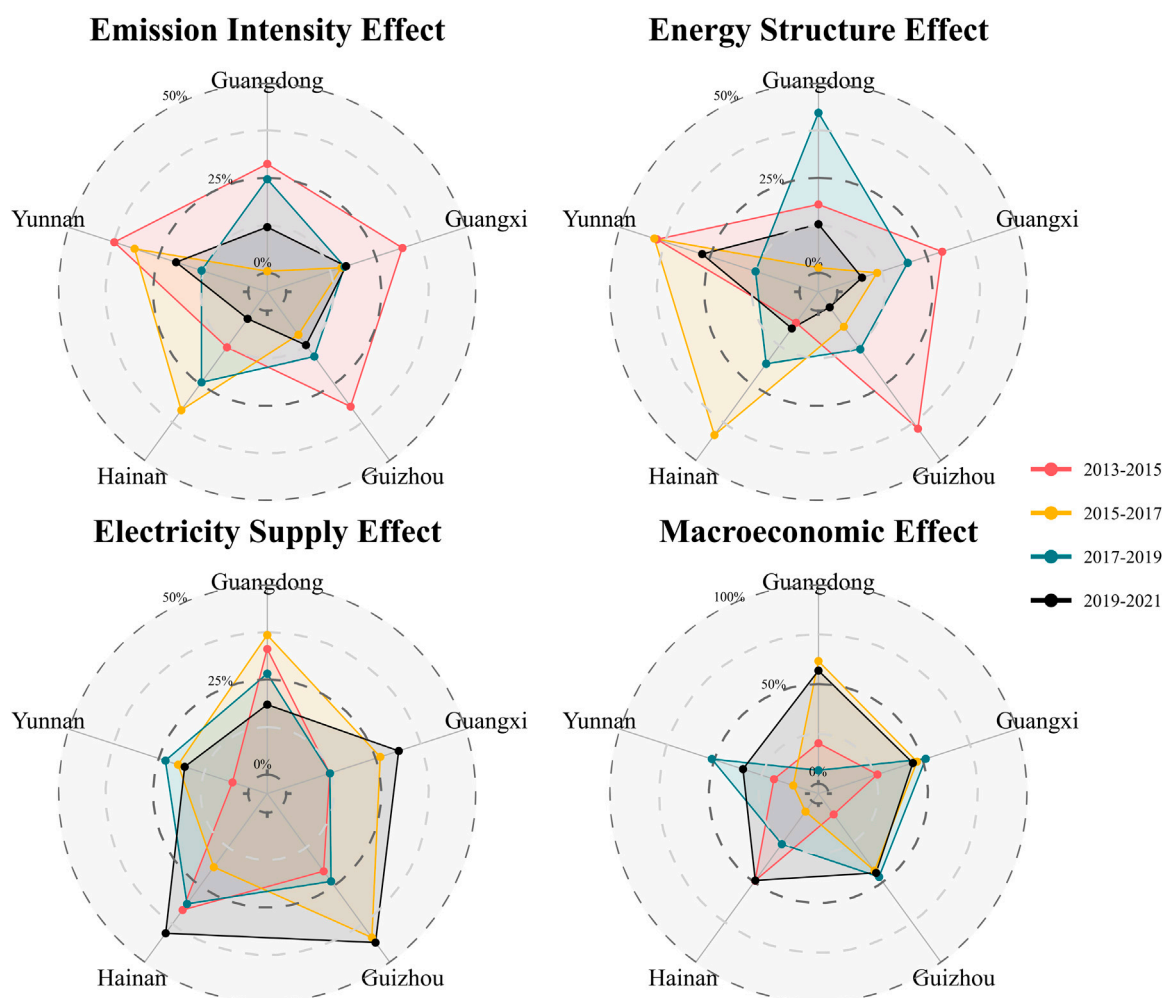 Emission Intensity Effect
Energy Structure Effect
Guangdong
Guangdong
50%
50%
25%
25%
Yunnan
Guangxi
Yunnan
Guangxi
0%
0%
Hainan
Guizhou
Hainan
Guizhou
2013-2015
2015-2017
2017-2019
2019-2021
Electricity Supply Effect
Macroeconomic Effect
Guangdong
Guangdong
50%
100%
25%
50%
Yunnan
Guangxi
Yunnan
Guangxi
0%
0%
Hainan
Guizhou
Hainan
Guizhou